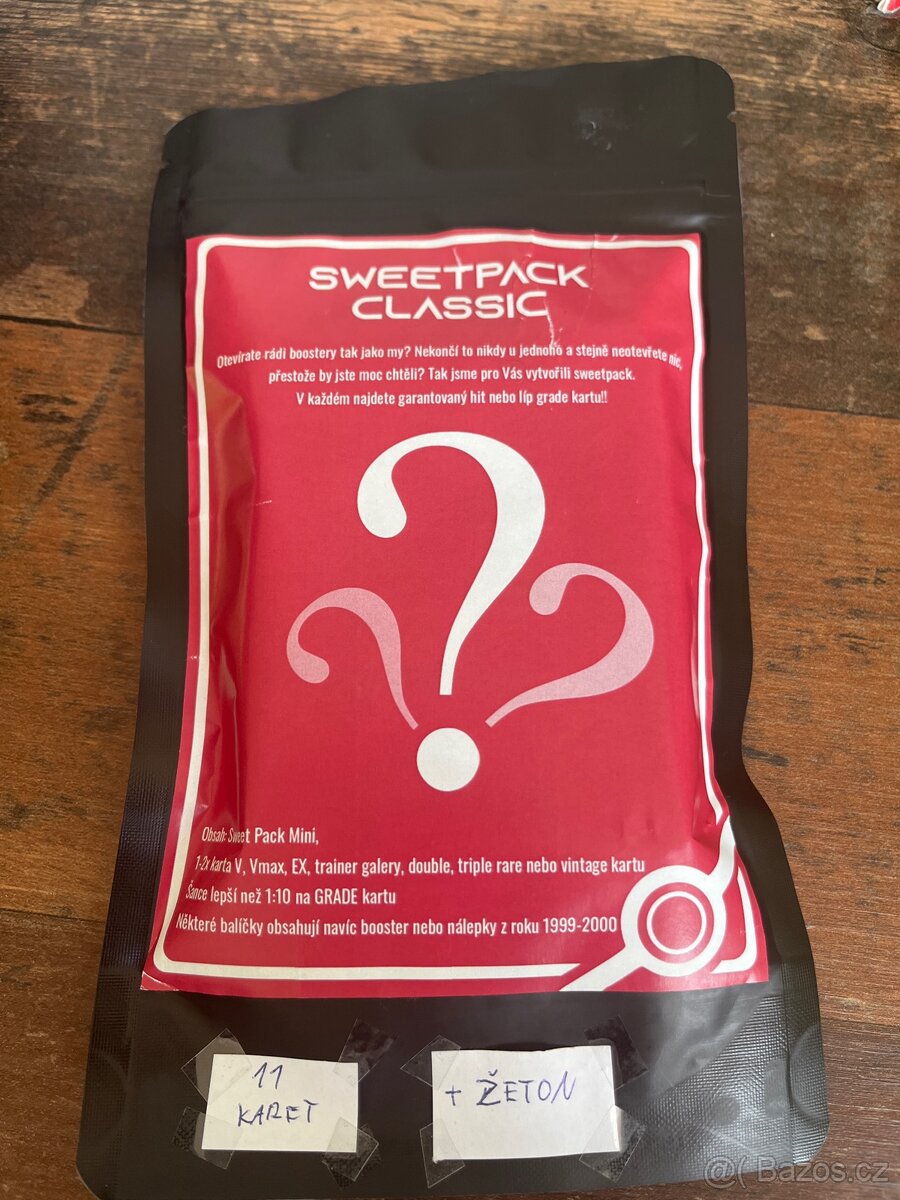 SWEETPACK
CLASSIC
Otevírate rádi boostery tak jako my? Nekončí to nikdy u jednoho a stejně neotevřete nic,
přestože by jste moc chtěli? Tak jsme pro Vás vytvořili sweetpack.
V každém najdete garantovaný hit nebo líp grade kartu!!
Obsah: Sweet Pack Mini,
1-2x karta V, Vmax, EX, trainer galery, double, triple rare nebo vintage kartu
Šance lepší než 1:10 na GRADE kartu
Některé balíčky obsahují navíc booster nebo nálepky z roku 1999-2000
11
KARET
+ ŽETON
@( Bazos.cz